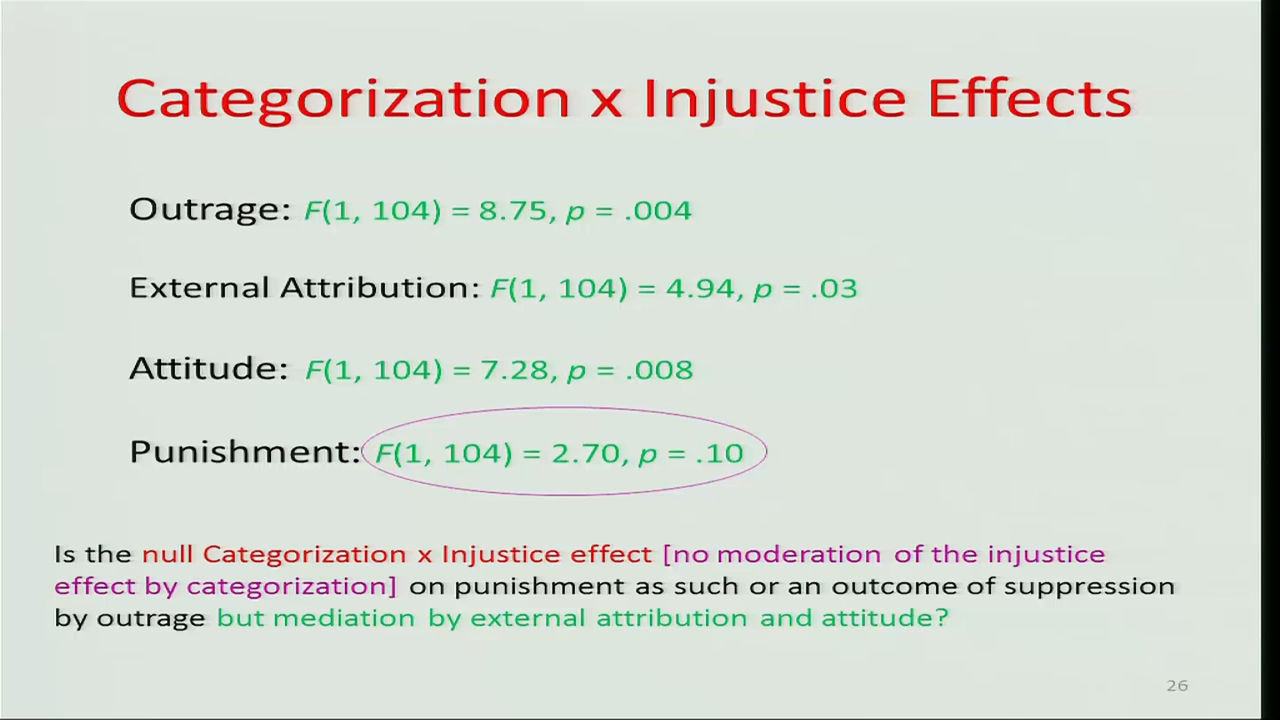 Categorization x Injustice Effects
Outrage: F(1, 104) = 8.75, p = .004
External Attribution: F(1, 104) = 4.94, p = .03
Attitude: F(1, 104) = 7.28, p = .008
Punishment: F(1, 104) = 2.70, p = .10
Is the null Categorization x Injustice effect [no moderation of the injustice
effect by categorization] on punishment as such or an outcome of suppression
by outrage but mediation by external attribution and attitude?
26